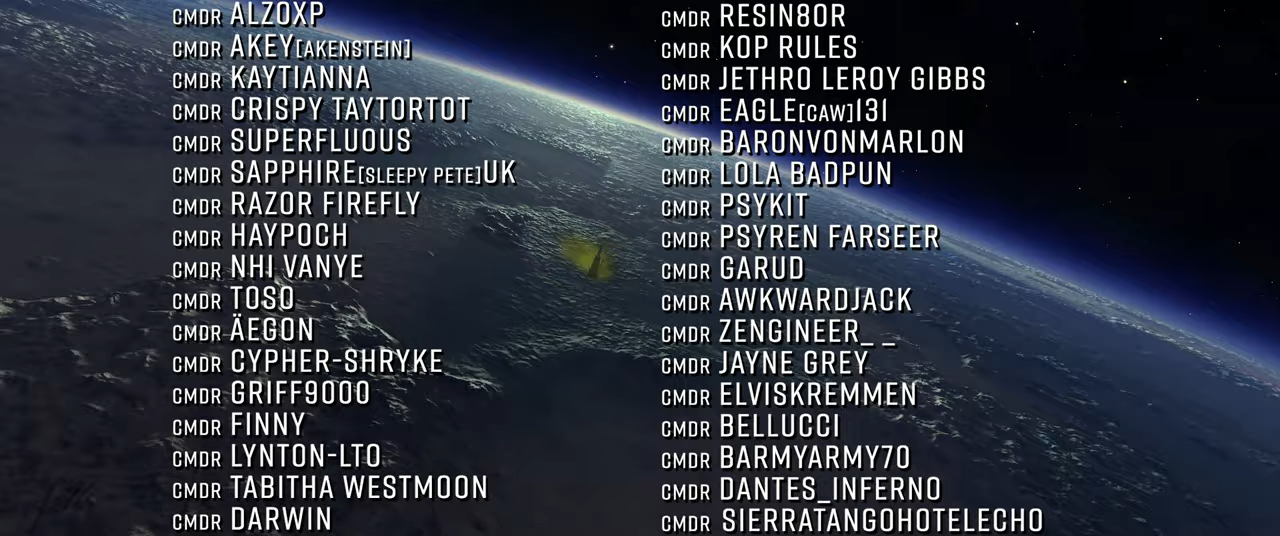 CMDR ALZOXP
CMDR AKEY[AKENSTEIN]
CMDR KAYTIANNA
CMDR CRISPY TAYTORTOT
CMDR SUPERFLUOUS
CMDR SAPPHIRE[SLEEPY PETE]UK
CMDR RAZOR FIREFLY
CMDR HAYPOCH
CMDR NHI VANYE
CMDR TOSO
CMDR ÄEGON
CMDR CYPHER-SHRYKE
CMDR GRIFF9000
CMDR FINNY
CMDR LYNTON-LTO
CMDR TABITHA WESTMOON
CMDR DARWIN
CMDR RESIN8OR
CMDR KOP RULES
CMDR JETHRO LEROY GIBBS
CMDR EAGLE[CAW]131
CMDR BARONVONMARLON
CMDR LOLA BADPUN
CMDR PSYKIT
CMDR PSYREN FARSEER
CMDR GARUD
CMDR AWKWARDJACK
CMDR ZENGINEER_ _
CMDR JAYNE GREY
CMDR ELVISKREMMEN
CMDR BELLUCCI
CMDR BARMYARMY70
CMDR DANTES_INFERNO
CMDR SIERRATANGOHOTELECHO